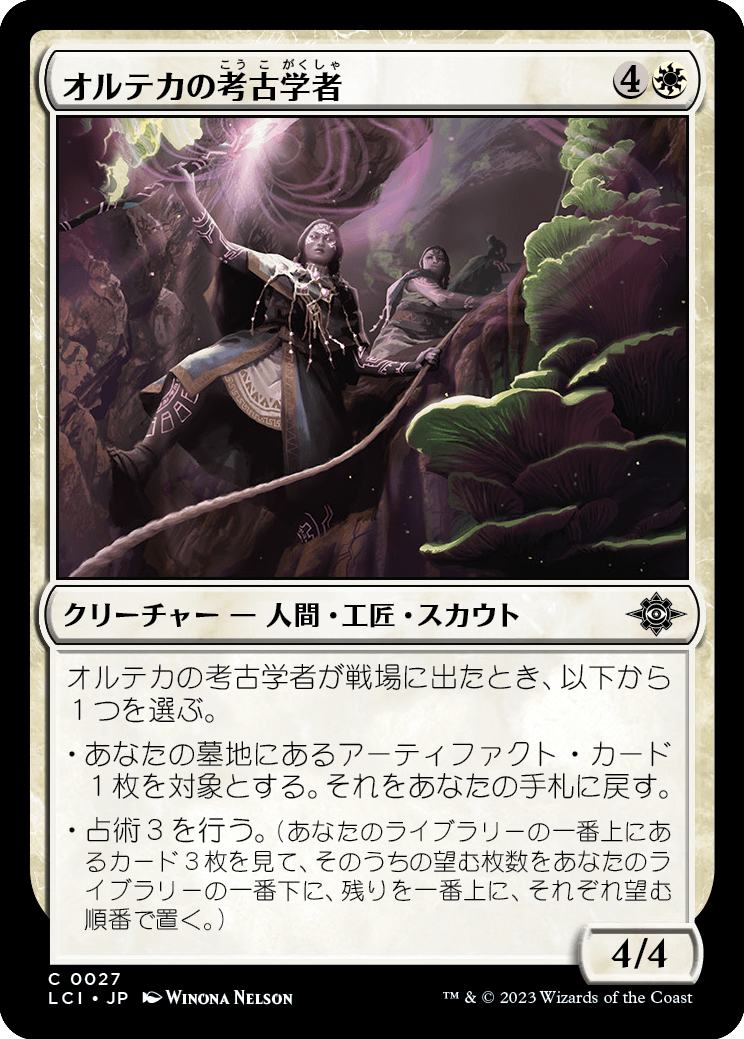 こう こ がくしゃ
オルテカの考古学者 4
クリーチャー — 人間・工匠・スカウト
オルテカの考古学者が戦場に出たとき、以下から
１つを選ぶ。
・あなたの墓地にあるアーティファクト・カード
１枚を対象とする。それをあなたの手札に戻す。
・占術３を行う。（あなたのライブラリーの一番上にあ
るカード３枚を見て、そのうちの望む枚数をあなたのラ
イブラリーの一番下に、残りを一番上に、それぞれ望む
順番で置く。）
4/4
C 0027
LCI • JP WINONA NELSON
™ & © 2023 Wizards of the Coast